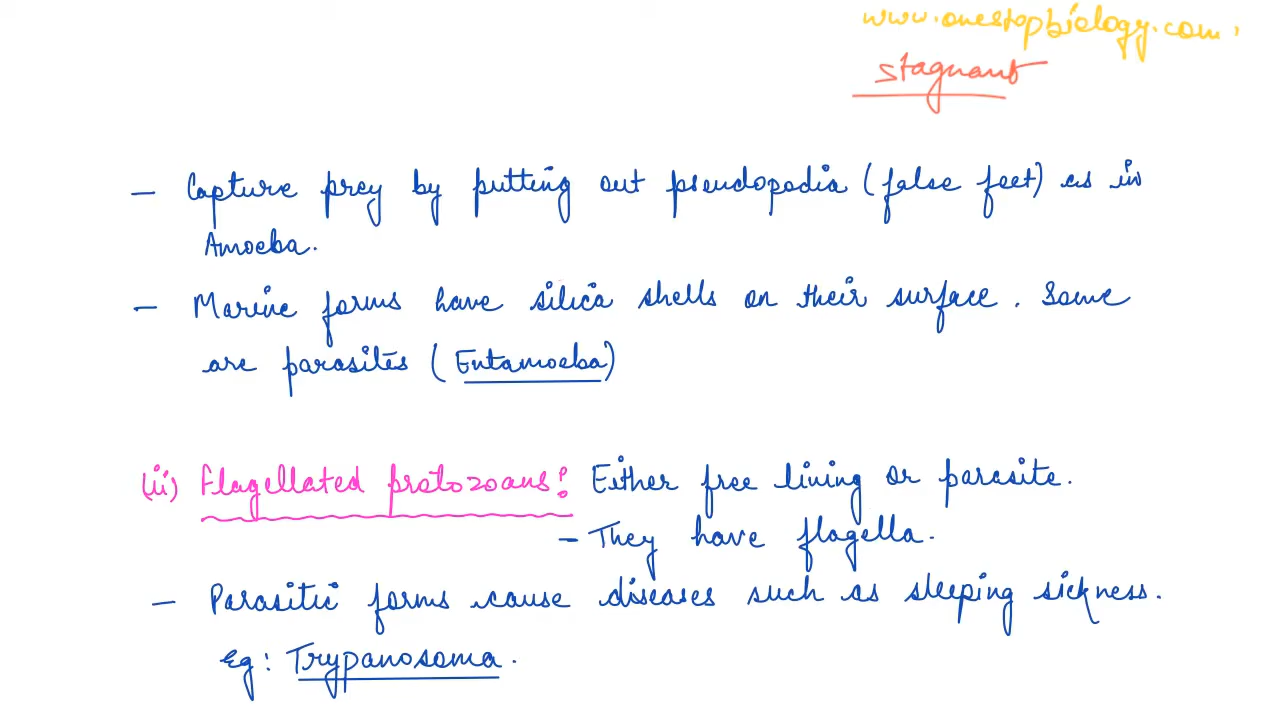 www.onestopbiology.com.
stagnant
- Capture prey by putting out pseudopodia (false feet) as in
Amoeba.
- Marine forms have silica shells on their surface. Some
are parasites (Entamoeba)
(ii) Flagellated protozoans: Either free living or parasite.
- They have flagella.
- Parasitic forms cause diseases such as sleeping sickness.
Eg: Trypanosoma.